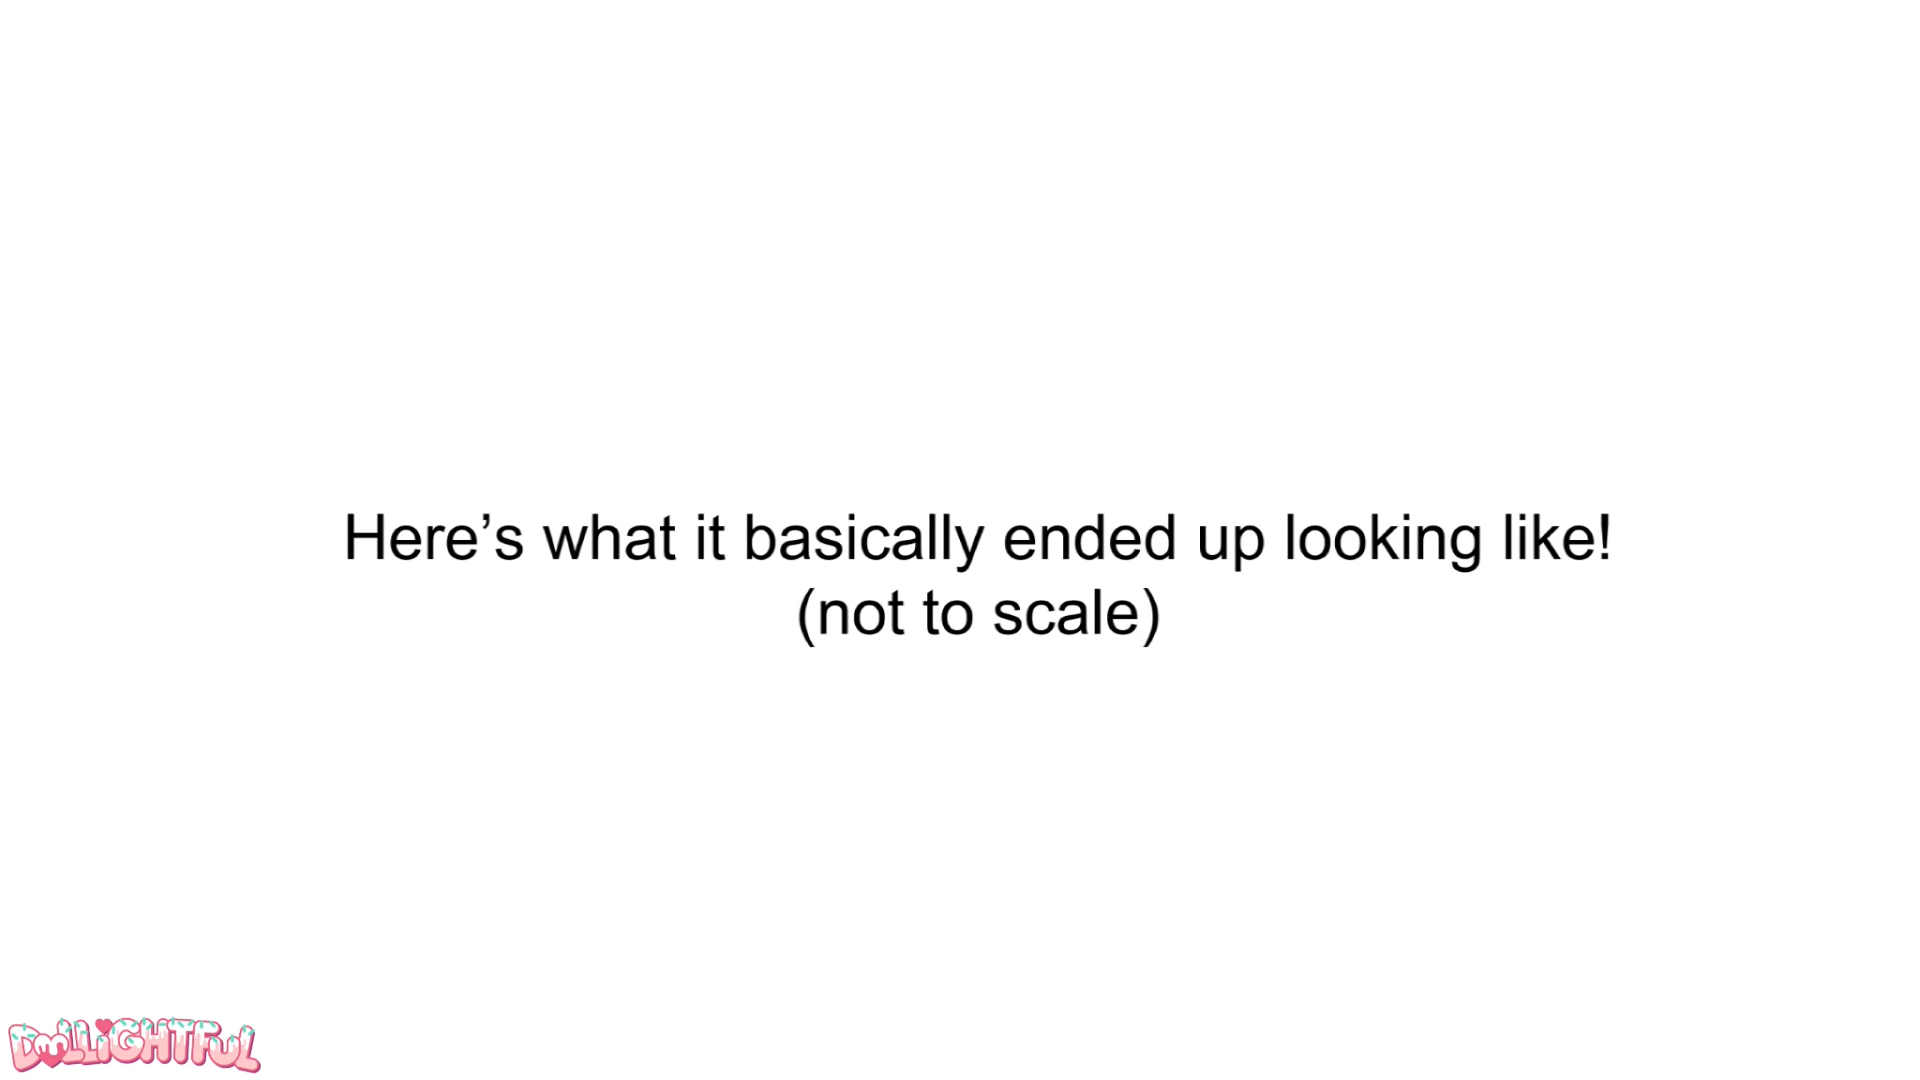 Here’s what it basically ended up looking like!
(not to scale)
DOLLiGHTFUL